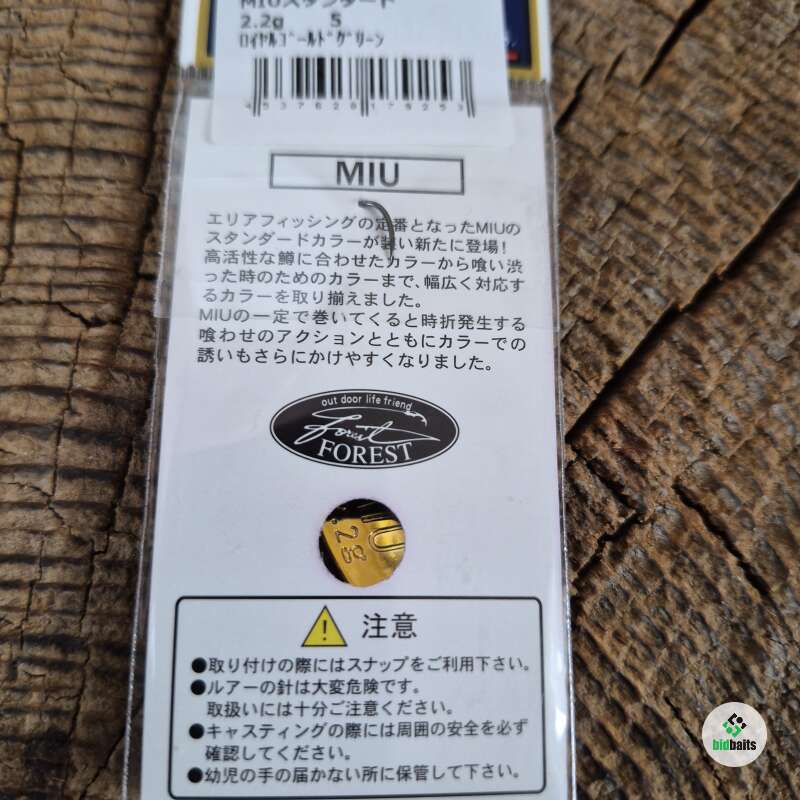 MIUスタンダード
2.2g 5
ﾛｲﾔﾙｺﾞｰﾙﾄﾞｸﾞﾘｰﾝ
4 537626 179253
MIU
エリアフィッシングの定番となったMIUの
スタンダードカラーが装い新たに登場!
高活性な鱒に合わせたカラーから喰い渋
った時のためのカラーまで、幅広く対応す
るカラーを取り揃えました。
MIUの一定で巻いてくると時折発生する
喰わせのアクションとともにカラーでの
誘いもさらにかけやすくなりました。
out door life friend
Forest
FOREST
.2g
注意
●取り付けの際にはスナップをご利用下さい。
●ルアーの針は大変危険です。
取扱いには十分ご注意ください。
●キャスティングの際には周囲の安全を必ず
確認してください。
●幼児の手の届かない所に保管して下さい。
bidbaits